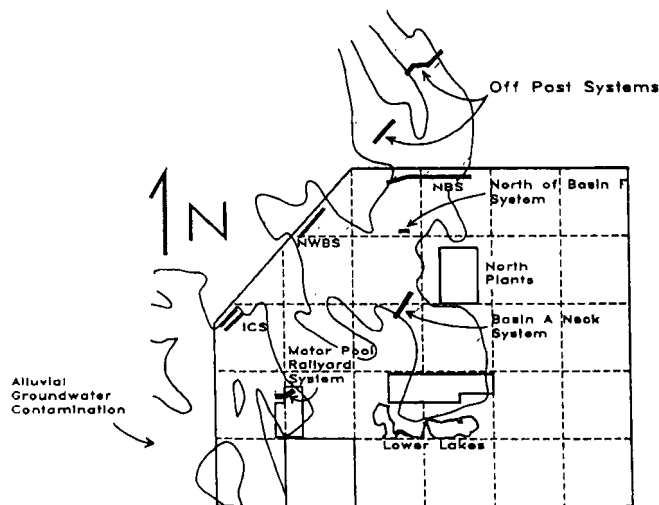 Off Post Systems
NBS
North of Basin F
System
N
NWBS
North
Plants
ICS
Basin A Neck
System
Motor Pool
Railyard
System
Alluvial
Groundwater
Contamination
Lower Lakes